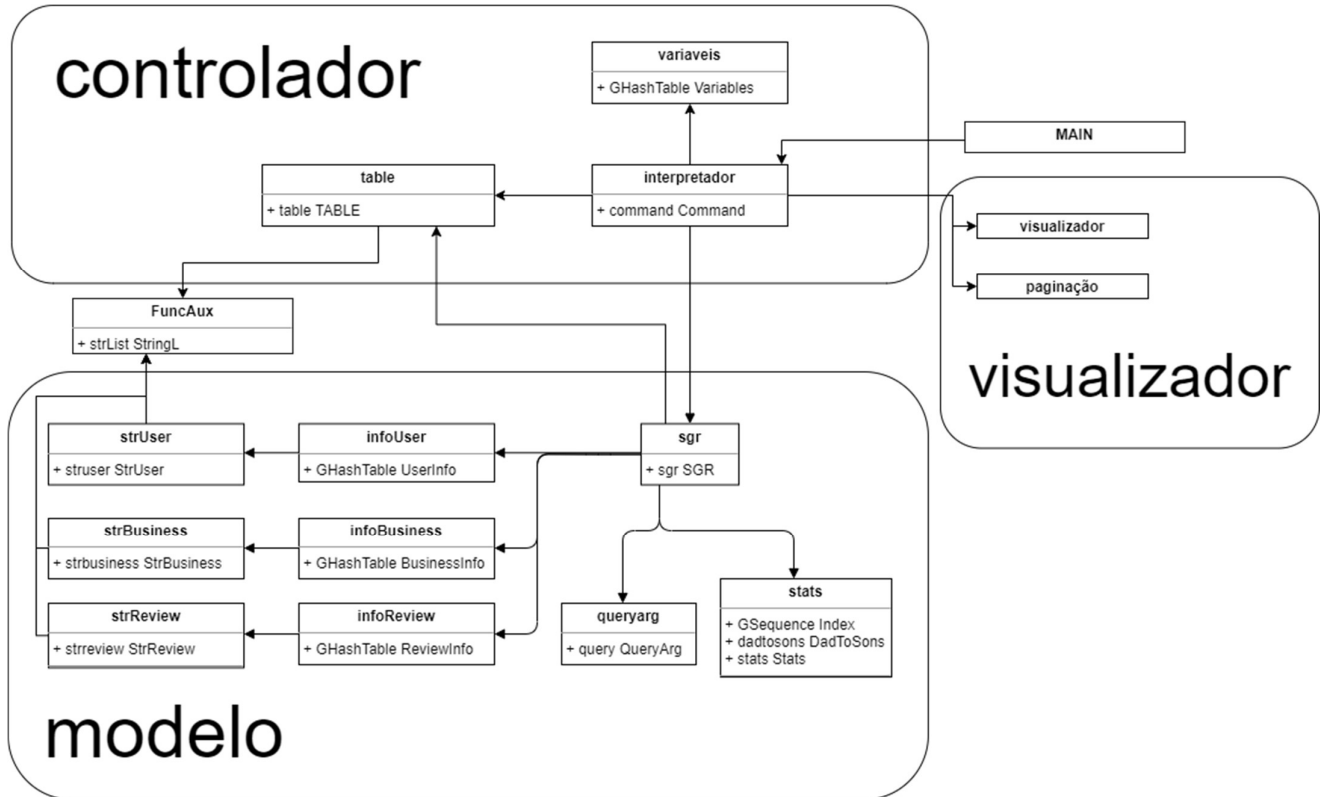 controlador
variaveis
+ GHashTable Variables
MAIN
table
+ table TABLE
interpretador
+ command Command
visualizador
paginação
visualizador
FuncAux
+ strList StringL
strUser
+ struser StrUser
infoUser
+ GHashTable UserInfo
sgr
+ sgr SGR
strBusiness
+ strbusiness StrBusiness
infoBusiness
+ GHashTable BusinessInfo
strReview
+ strreview StrReview
infoReview
+ GHashTable ReviewInfo
queryarg
+ query QueryArg
stats
+ GSequence Index
+ dadtosons DadToSons
+ stats Stats
modelo